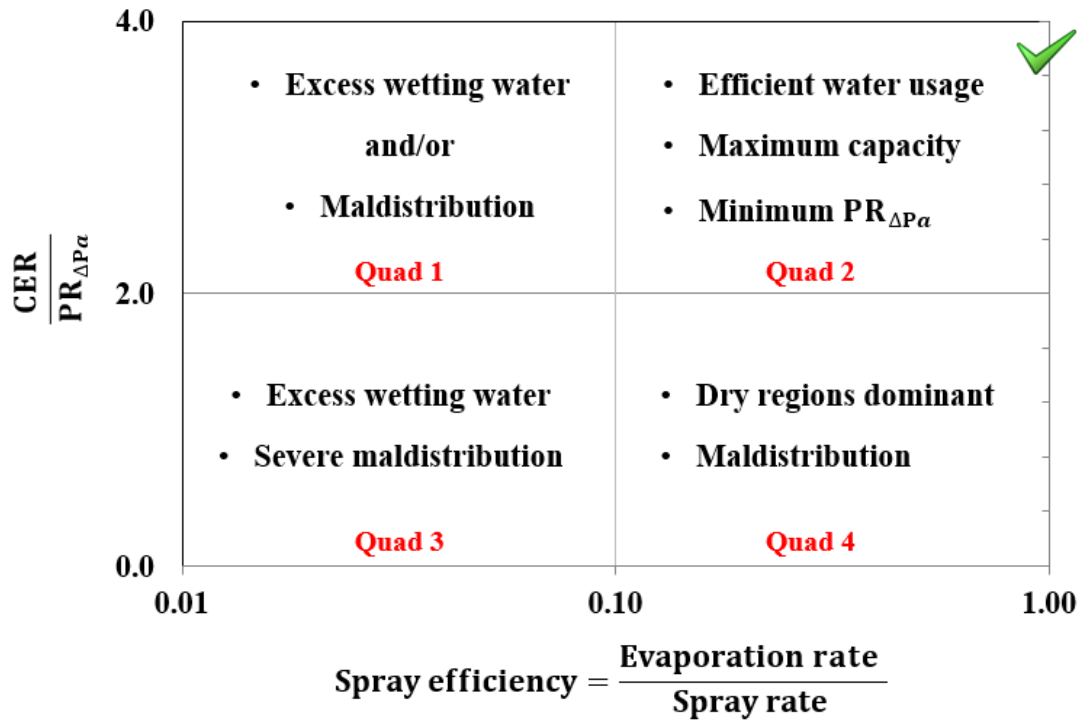 4.0
• Excess wetting water
and/or
• Maldistribution
Quad 1
• Efficient water usage
• Maximum capacity
• Minimum PR_ΔPa
Quad 2
CER
PR_ΔPa
2.0
• Excess wetting water
• Severe maldistribution
Quad 3
• Dry regions dominant
• Maldistribution
Quad 4
0.0
0.01
0.10
1.00
Spray efficiency = Evaporation rate
Spray rate